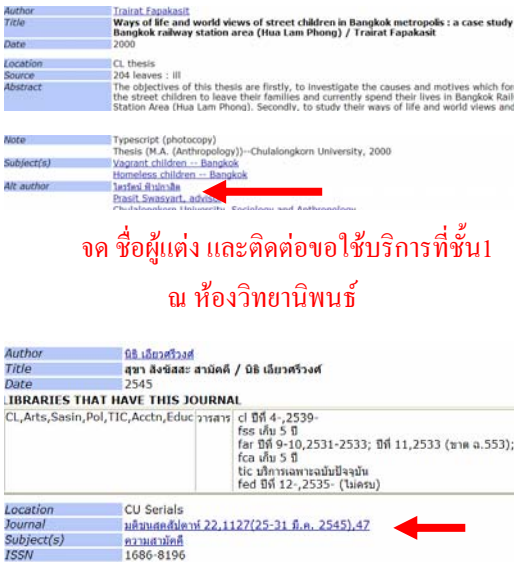 Author Trairat Fapakasit
Title Ways of life and world views of street children in Bangkok metropolis : a case study
Bangkok railway station area (Hua Lam Phong) / Trairat Fapakasit
Date 2000
Location CL thesis
Source 204 leaves : ill
Abstract The objectives of this thesis are firstly, to investigate the causes and motives which for
the street children to leave their families and currently spend their lives in Bangkok Rail
Station Area (Hua Lam Phong). Secondly, to study their ways of life and world views and
Note Typescript (photocopy)
Thesis (M.A. (Anthropology))--Chulalongkorn University, 2000
Subject(s) Vagrant children -- Bangkok
Homeless children -- Bangkok
Alt author ไตรรัตน์ ฟ้าปกาสิต
Prasit Swasyart, advisor
Chulalongkorn University. Sociology and Anthropology
จด ชื่อผู้แต่ง และติดต่อขอใช้บริการที่ชั้น1
ณ ห้องวิทยานิพนธ์
Author นิธิ เอียวศรีวงศ์
Title สุขา สังฆัสสะ สามัคคี / นิธิ เอียวศรีวงศ์
Date 2545
LIBRARIES THAT HAVE THIS JOURNAL
CL,Arts,Sasin,Pol,TIC,Acctn,Educ วารสาร cl ปีที่ 4-,2539-
fss เก็บ 5 ปี
far ปีที่ 9-10,2531-2533; ปีที่ 11,2533 (ขาด ฉ.553);
fca เก็บ 5 ปี
tic บริการเฉพาะฉบับปัจจุบัน
fed ปีที่ 12-,2535- (ไม่ครบ)
Location CU Serials
Journal มติชนสุดสัปดาห์ 22,1127(25-31 มี.ค. 2545),47
Subject(s) ความสามัคคี
ISSN 1686-8196